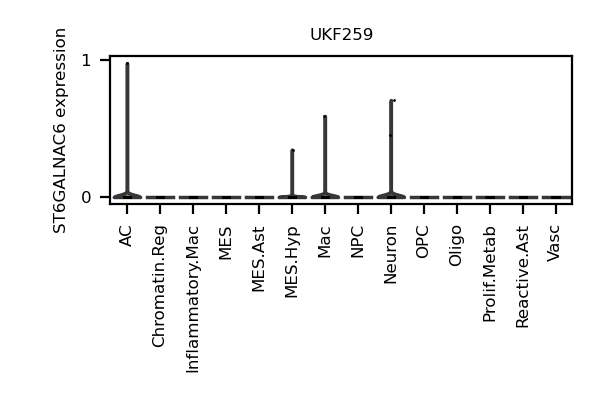 UKF259
ST6GALNAC6 expression
1
0
AC
Chromatin.Reg
Inflammatory.Mac
MES
MES.Ast
MES.Hyp
Mac
NPC
Neuron
OPC
Oligo
Prolif.Metab
Reactive.Ast
Vasc